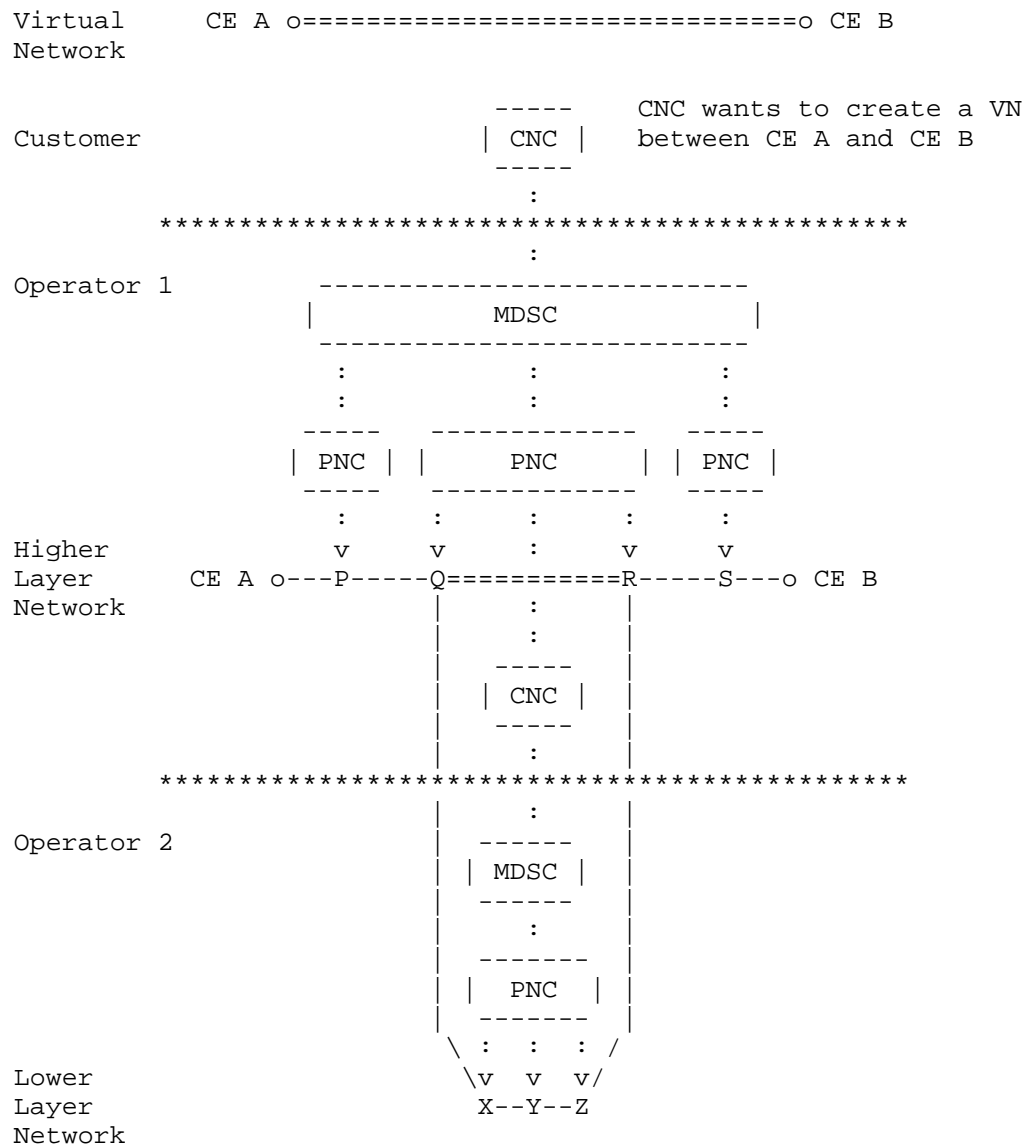 Virtual CE A o===============================o CE B
Network
----- CNC wants to create a VN
Customer | CNC | between CE A and CE B
-----
:
***********************************************
:
Operator 1 ---------------------------
| MDSC |
---------------------------
: : :
: : :
----- ------------- -----
| PNC | | PNC | | PNC |
----- ------------- -----
: : : : :
Higher v v : v v
Layer CE A o---P-----Q===========R-----S---o CE B
Network | : |
| : |
| ----- |
| | CNC | |
| ----- |
| : |
***********************************************
| : |
Operator 2 | ------ |
| | MDSC | |
| ------ |
| : |
| ------- |
| | PNC | |
| ------- |
\ : : : /
Lower \v v v/
Layer X--Y--Z
Network